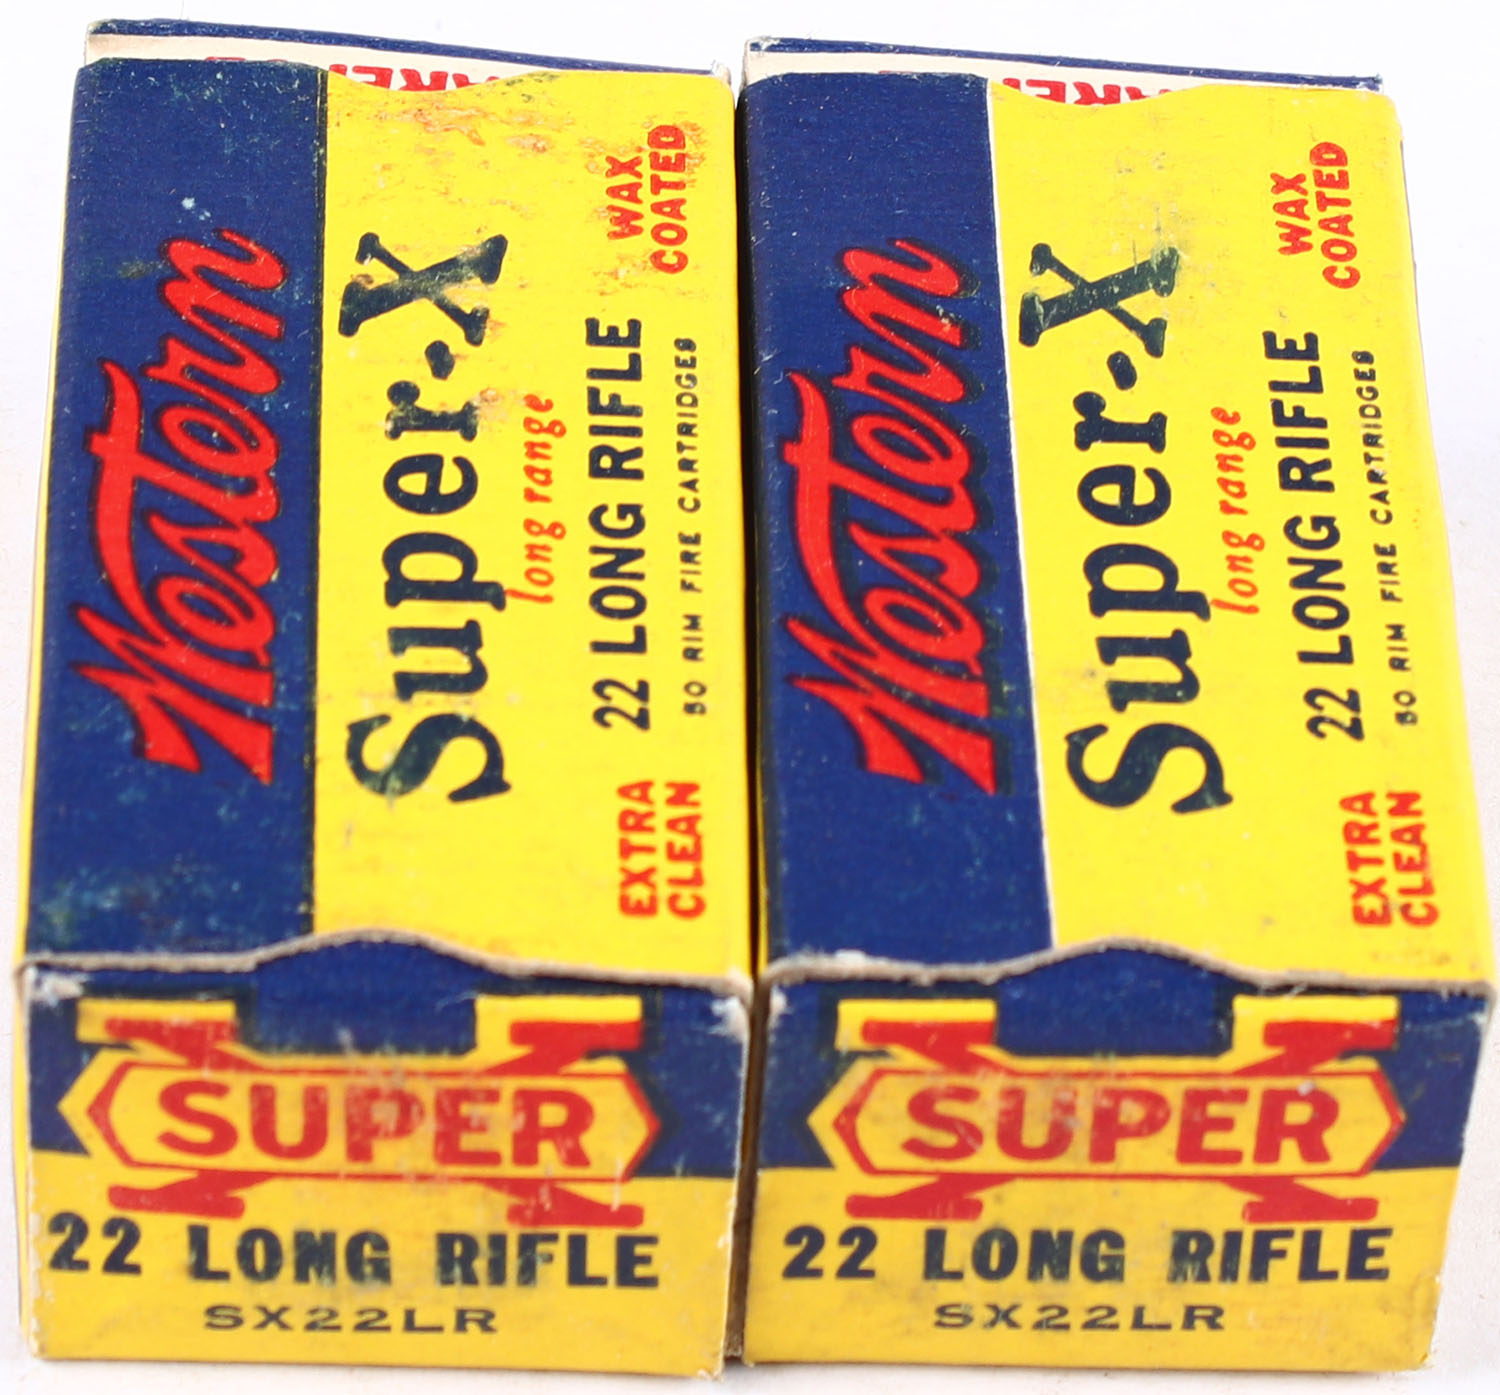 Western
Super-X
long range
22 LONG RIFLE
50 RIM FIRE CARTRIDGES
EXTRA
CLEAN
WAX
COATED
SUPER
22 LONG RIFLE
SX22LR
Western
Super-X
long range
22 LONG RIFLE
50 RIM FIRE CARTRIDGES
EXTRA
CLEAN
WAX
COATED
SUPER
22 LONG RIFLE
SX22LR